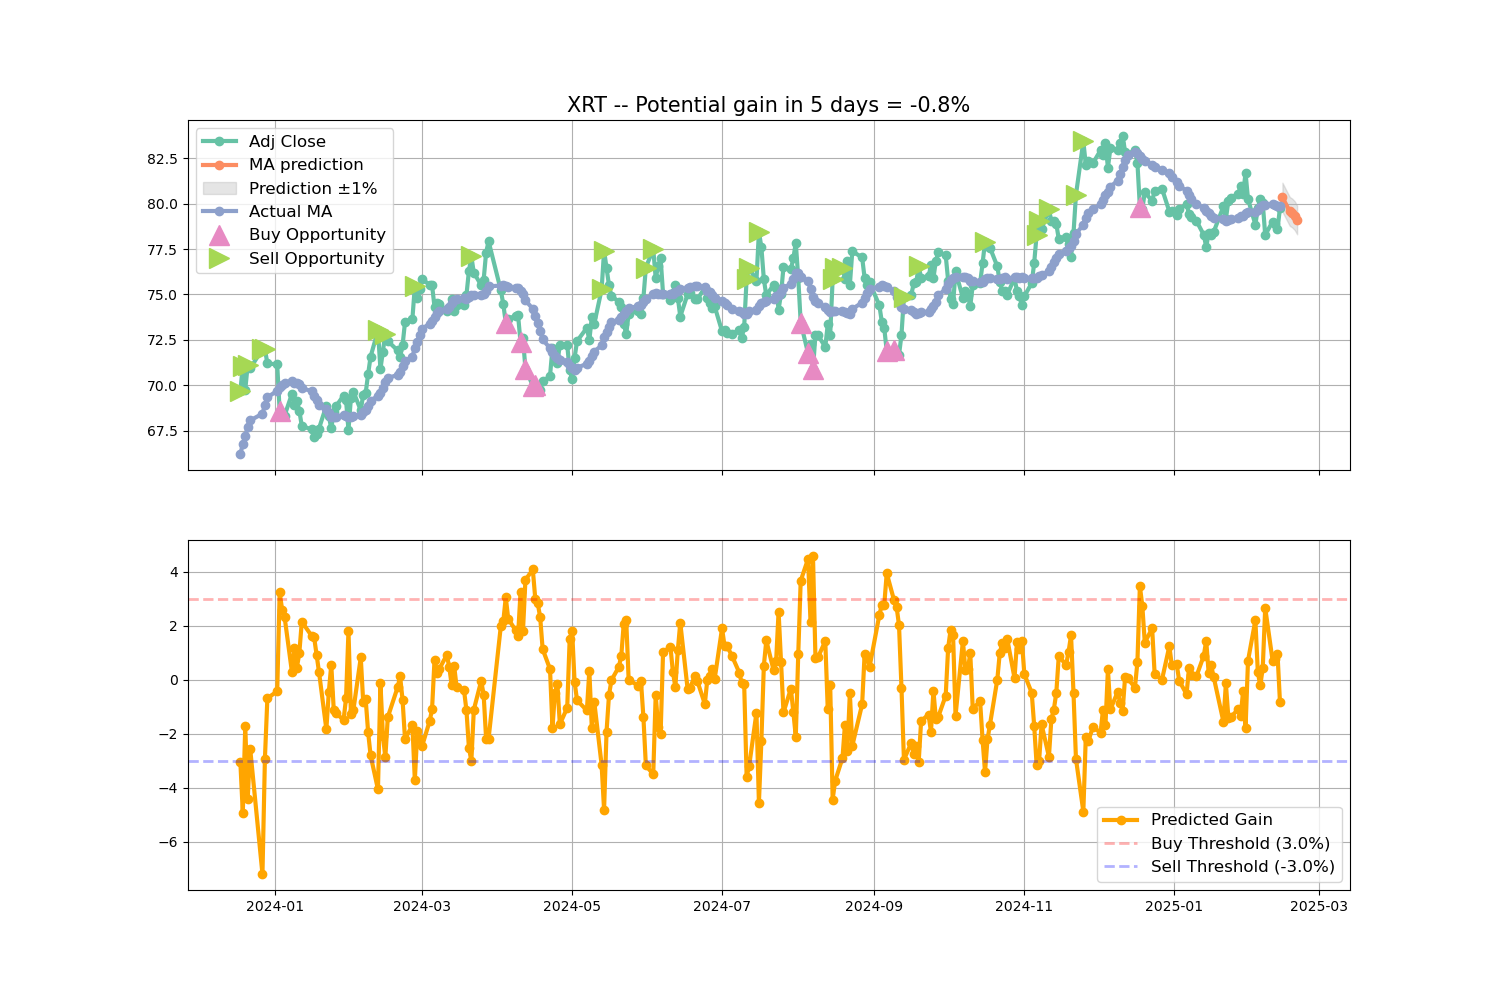 XRT -- Potential gain in 5 days = -0.8%
Adj Close
MA prediction
Prediction ±1%
Actual MA
Buy Opportunity
Sell Opportunity
82.5
80.0
77.5
75.0
72.5
70.0
67.5
4
2
0
−2
−4
−6
Predicted Gain
Buy Threshold (3.0%)
Sell Threshold (-3.0%)
2024-01
2024-03
2024-05
2024-07
2024-09
2024-11
2025-01
2025-03